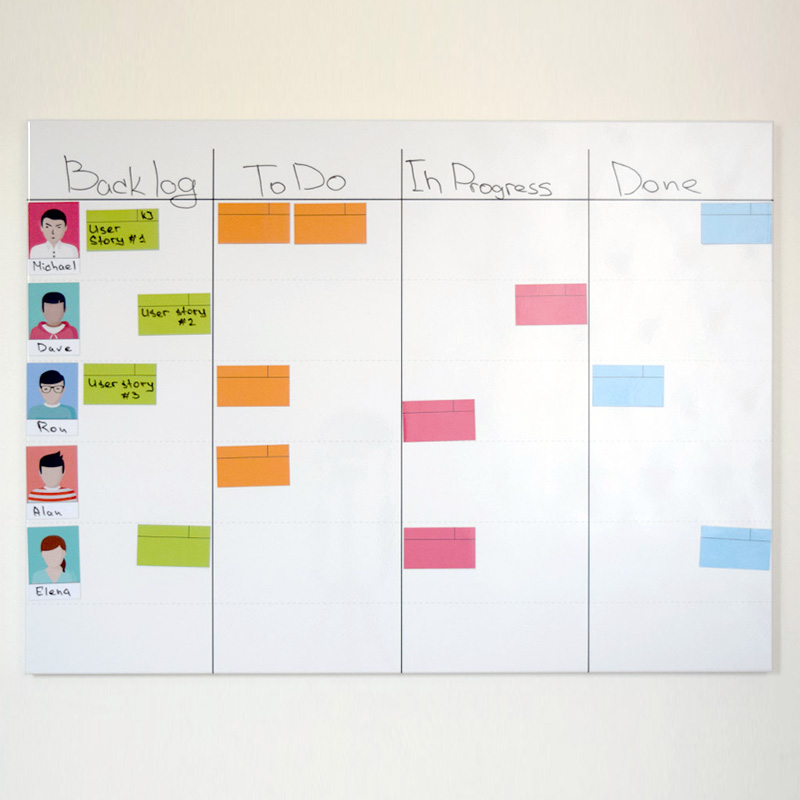 Backlog
To Do
In Progress
Done
Michael
User
Story #1
Dave
User story
#2
Ron
User story
#3
Alan
Elena